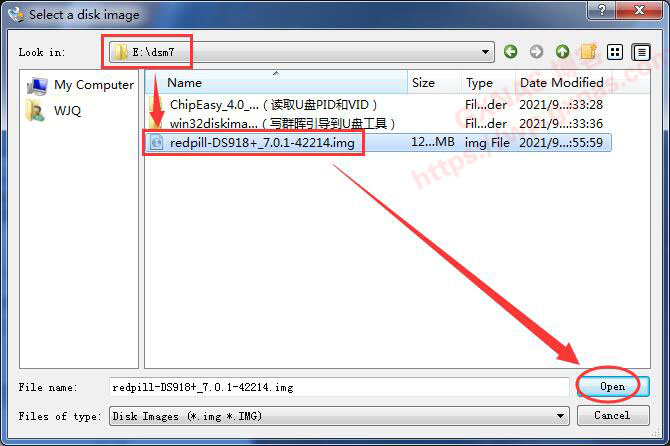 Select a disk image
Look in:
E:\dsm7
My Computer
WJQ
Name Size Type Date Modified
ChipEasy_4.0_...（读取U盘PID和VID） Fil...der 2021/9...:33:28
win32diskima...（写群晖引导到U盘工具） Fil...der 2021/9...:33:36
redpill-DS918+_7.0.1-42214.img 12...MB img File 2021/9...:55:59
File name: redpill-DS918+_7.0.1-42214.img Open
Files of type: Disk Images (*.img *.IMG) Cancel